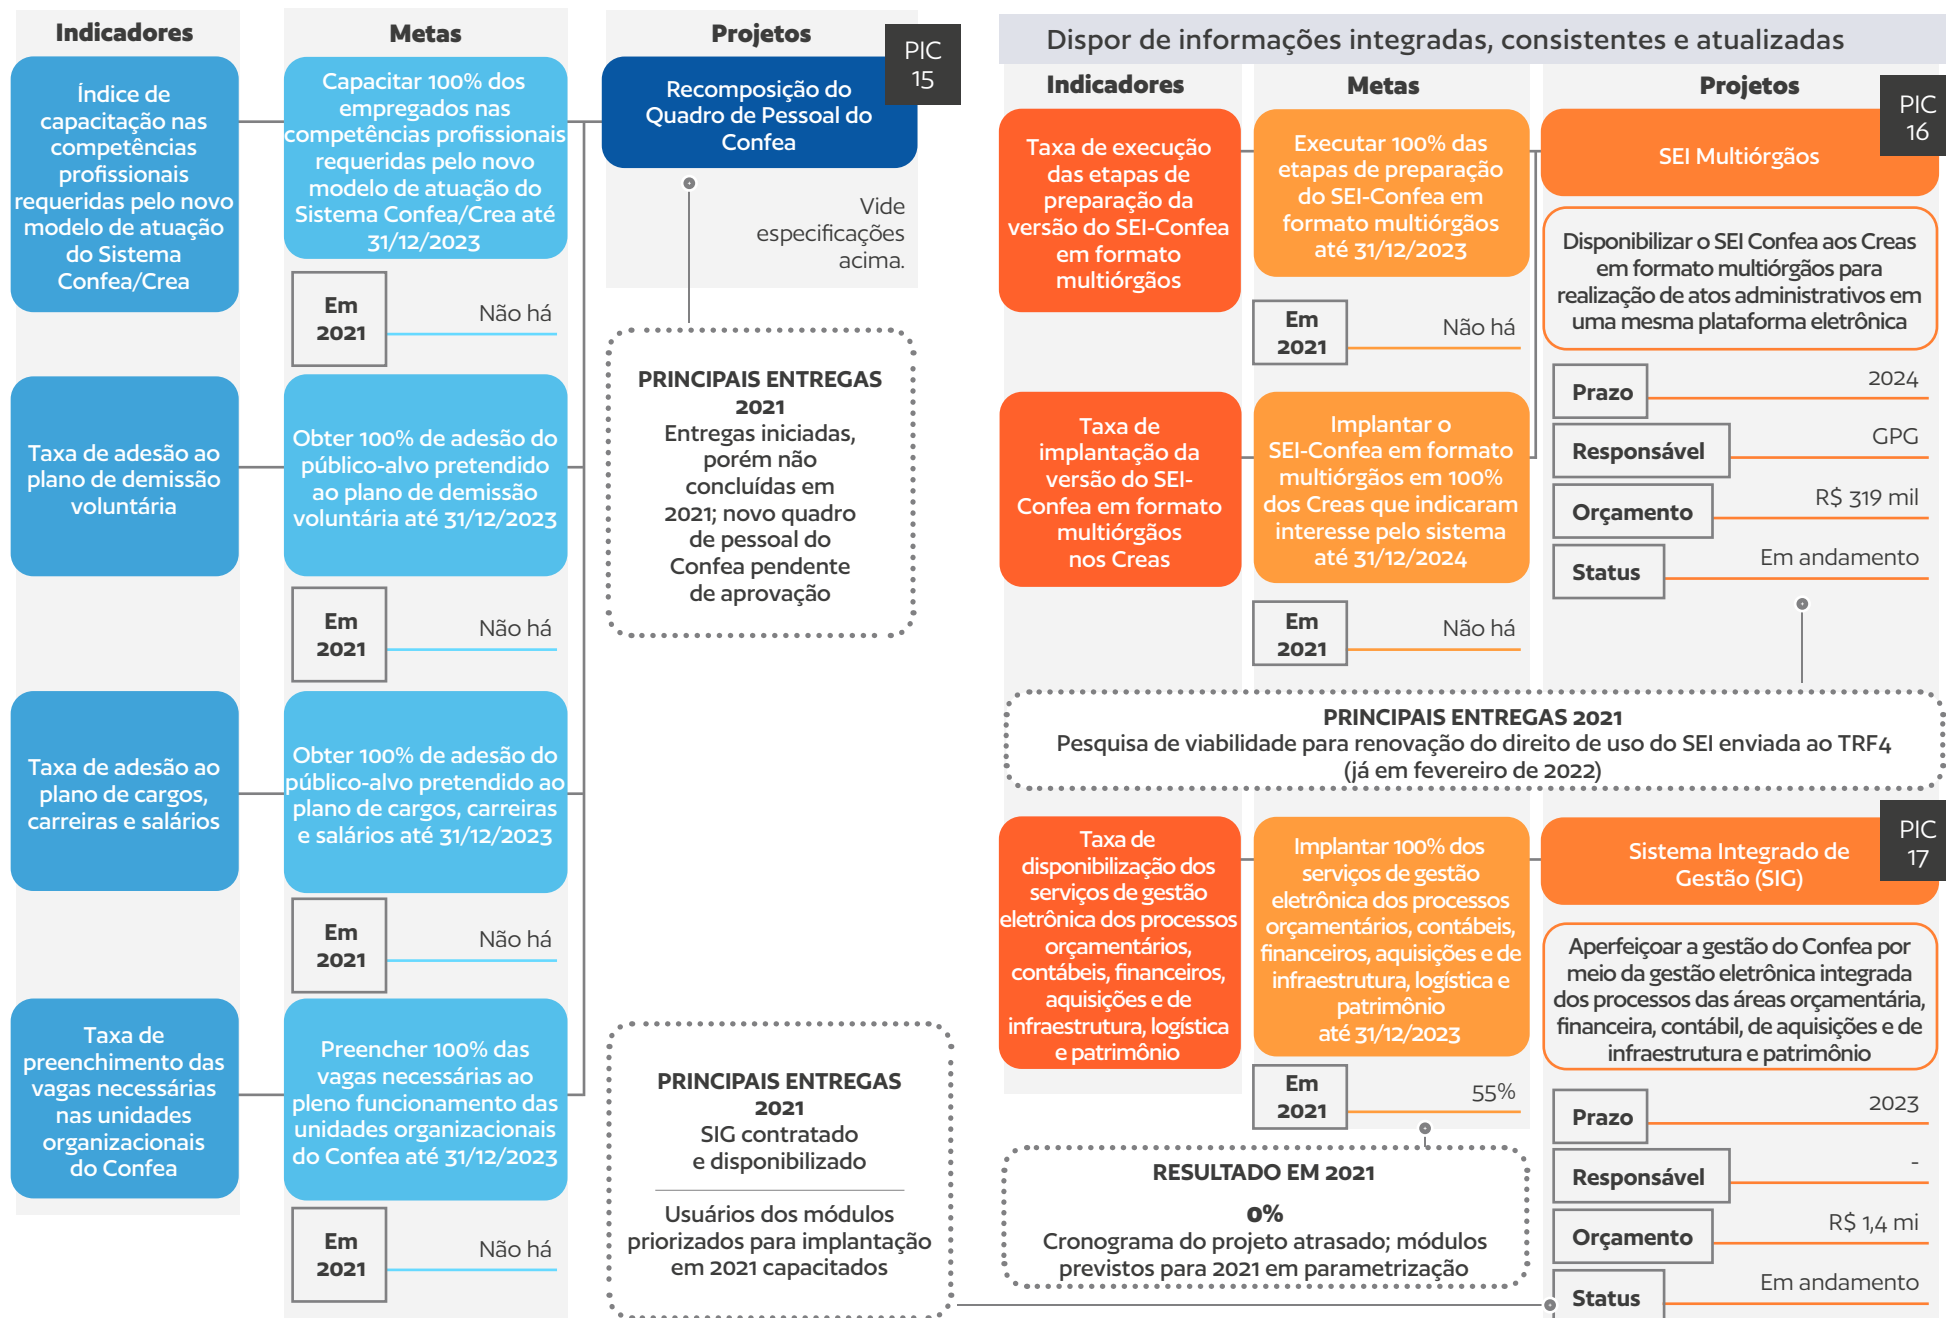 Indicadores
Metas
Projetos
PIC
15
Índice de
capacitação nas
competências
profissionais
requeridas pelo novo
modelo de atuação
do Sistema
Confea/Crea
Capacitar 100% dos
empregados nas
competências profissionais
requeridas pelo novo
modelo de atuação do
Sistema Confea/Crea até
31/12/2023
Em
2021
Não há
Recomposição do
Quadro de Pessoal do
Confea
Vide
especificações
acima.
PRINCIPAIS ENTREGAS
2021
Entregas iniciadas,
porém não
concluídas em
2021; novo quadro
de pessoal do
Confea pendente
de aprovação
Taxa de adesão ao
plano de demissão
voluntária
Obter 100% de adesão do
público-alvo pretendido
ao plano de demissão
voluntária até 31/12/2023
Em
2021
Não há
Taxa de adesão ao
plano de cargos,
carreiras e salários
Obter 100% de adesão do
público-alvo pretendido ao
plano de cargos, carreiras
e salários até 31/12/2023
Em
2021
Não há
Taxa de
preenchimento das
vagas necessárias
nas unidades
organizacionais
do Confea
Preencher 100% das
vagas necessárias ao
pleno funcionamento das
unidades organizacionais
do Confea até 31/12/2023
Em
2021
Não há
Dispor de informações integradas, consistentes e atualizadas
Indicadores
Metas
Projetos
PIC
16
Taxa de execução
das etapas de
preparação da
versão do SEI-Confea
em formato
multiórgãos
Executar 100% das
etapas de preparação
do SEI-Confea em
formato multiórgãos
até 31/12/2023
Em
2021
Não há
SEI Multiórgãos
Disponibilizar o SEI Confea aos Creas
em formato multiórgãos para
realização de atos administrativos em
uma mesma plataforma eletrônica
Prazo
2024
Responsável
GPG
Orçamento
R$ 319 mil
Status
Em andamento
Taxa de
implantação da
versão do SEI-
Confea em formato
multiórgãos
nos Creas
Implantar o
SEI-Confea em formato
multiórgãos em 100%
dos Creas que indicaram
interesse pelo sistema
até 31/12/2024
Em
2021
Não há
PRINCIPAIS ENTREGAS 2021
Pesquisa de viabilidade para renovação do direito de uso do SEI enviada ao TRF4
(já em fevereiro de 2022)
PIC
17
Taxa de
disponibilização dos
serviços de gestão
eletrônica dos processos
orçamentários,
contábeis, financeiros,
aquisições e de
infraestrutura, logística
e patrimônio
Implantar 100% dos
serviços de gestão
eletrônica dos processos
orçamentários, contábeis,
financeiros, aquisições e de
infraestrutura, logística e
patrimônio
até 31/12/2023
Em
2021
55%
RESULTADO EM 2021
0%
Cronograma do projeto atrasado; módulos
previstos para 2021 em parametrização
Sistema Integrado de
Gestão (SIG)
Aperfeiçoar a gestão do Confea por
meio da gestão eletrônica integrada
dos processos das áreas orçamentária,
financeira, contábil, de aquisições e de
infraestrutura e patrimônio
Prazo
2023
Responsável
-
Orçamento
R$ 1,4 mi
Status
Em andamento
PRINCIPAIS ENTREGAS
2021
SIG contratado
e disponibilizado
Usuários dos módulos
priorizados para implantação
em 2021 capacitados